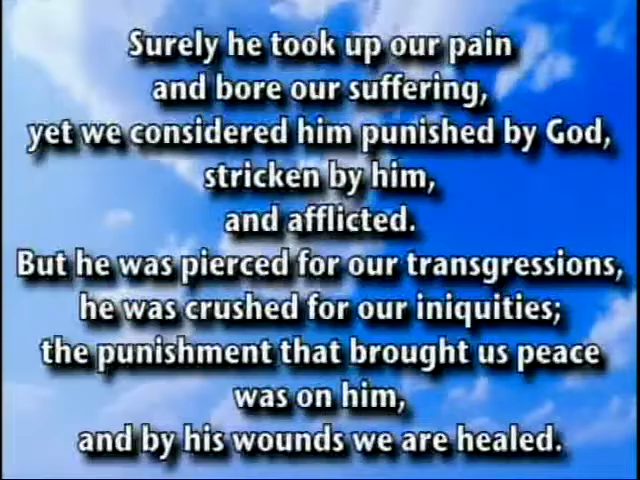 Surely he took up our pain
and bore our suffering,
yet we considered him punished by God,
stricken by him,
and afflicted.
But he was pierced for our transgressions,
he was crushed for our iniquities;
the punishment that brought us peace
was on him,
and by his wounds we are healed.